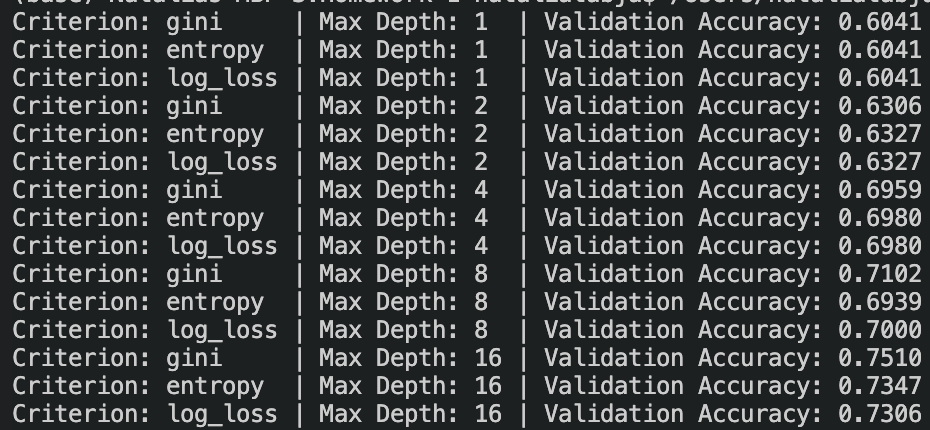 Criterion: gini     | Max Depth: 1  | Validation Accuracy: 0.6041
Criterion: entropy  | Max Depth: 1  | Validation Accuracy: 0.6041
Criterion: log_loss | Max Depth: 1  | Validation Accuracy: 0.6041
Criterion: gini     | Max Depth: 2  | Validation Accuracy: 0.6306
Criterion: entropy  | Max Depth: 2  | Validation Accuracy: 0.6327
Criterion: log_loss | Max Depth: 2  | Validation Accuracy: 0.6327
Criterion: gini     | Max Depth: 4  | Validation Accuracy: 0.6959
Criterion: entropy  | Max Depth: 4  | Validation Accuracy: 0.6980
Criterion: log_loss | Max Depth: 4  | Validation Accuracy: 0.6980
Criterion: gini     | Max Depth: 8  | Validation Accuracy: 0.7102
Criterion: entropy  | Max Depth: 8  | Validation Accuracy: 0.6939
Criterion: log_loss | Max Depth: 8  | Validation Accuracy: 0.7000
Criterion: gini     | Max Depth: 16 | Validation Accuracy: 0.7510
Criterion: entropy  | Max Depth: 16 | Validation Accuracy: 0.7347
Criterion: log_loss | Max Depth: 16 | Validation Accuracy: 0.7306